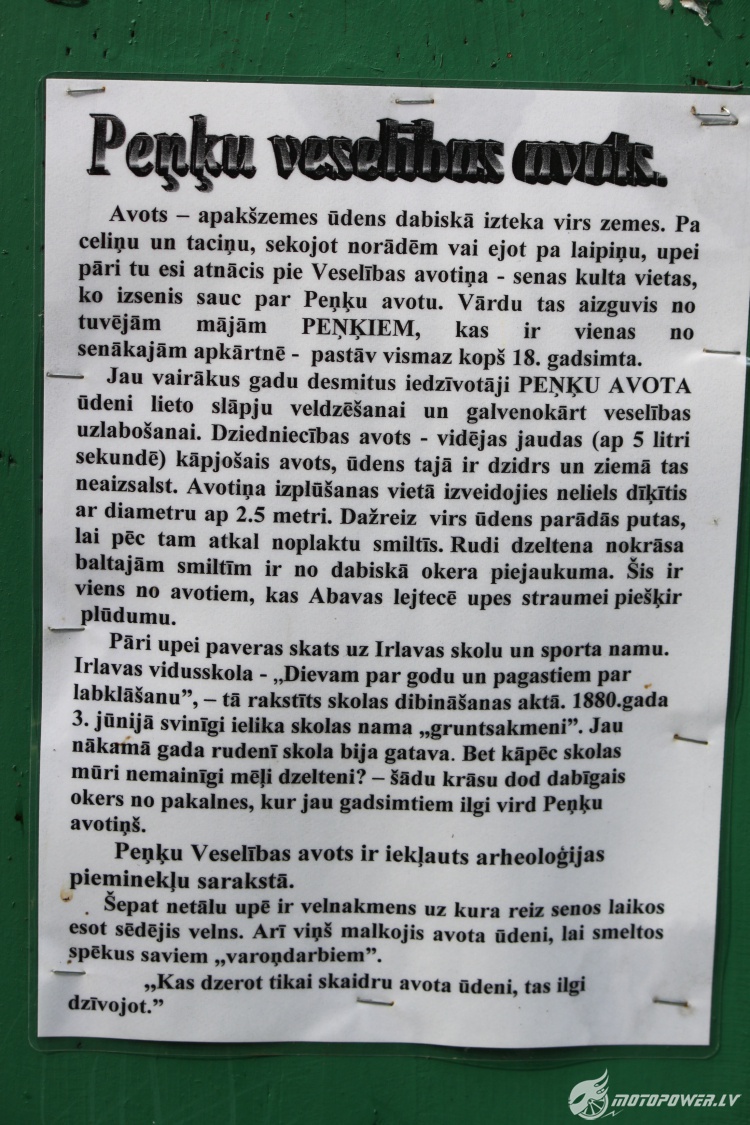 Peņķu veselības avots.
Avots – apakšzemes ūdens dabiskā izteka virs zemes. Pa
celiņu un taciņu, sekojot norādēm vai ejot pa laipiņu, upei
pāri tu esi atnācis pie Veselības avotiņa - senas kulta vietas,
ko izsenis sauc par Peņķu avotu. Vārdu tas aizguvis no
tuvējām mājām PEŅĶIEM, kas ir vienas no
senākajām apkārtnē - pastāv vismaz kopš 18. gadsimta.
Jau vairākus gadu desmitus iedzīvotāji PEŅĶU AVOTA
ūdeni lieto slāpju veldzēšanai un galvenokārt veselības
uzlabošanai. Dziedniecības avots - vidējas jaudas (ap 5 litri
sekundē) kāpjošais avots, ūdens tajā ir dzidrs un ziemā tas
neaizsalst. Avotiņa izplūšanas vietā izveidojies neliels dīķītis
ar diametru ap 2.5 metri. Dažreiz virs ūdens parādās putas,
lai pēc tam atkal noplaktu smiltīs. Rudi dzeltena nokrāsa
baltajām smiltīm ir no dabiskā okera piejaukuma. Šis ir
viens no avotiem, kas Abavas lejtecē upes straumei piešķir
plūdumu.
Pāri upei paveras skats uz Irlavas skolu un sporta namu.
Irlavas vidusskola - „Dievam par godu un pagastiem par
labklāšanu”, – tā rakstīts skolas dibināšanas aktā. 1880.gada
3. jūnijā svinīgi ielika skolas nama „gruntsakmeni”. Jau
nākamā gada rudenī skola bija gatava. Bet kāpēc skolas
mūri nemainīgi mēļi dzelteni? – šādu krāsu dod dabīgais
okers no pakalnes, kur jau gadsimtiem ilgi vird Peņķu
avotiņš.
Peņķu Veselības avots ir iekļauts arheoloģijas
pieminekļu sarakstā.
Šepat netālu upē ir velnakmens uz kura reiz senos laikos
esot sēdējis velns. Arī viņš malkojis avota ūdeni, lai smeltos
spēkus saviem „varoņdarbiem”.
„Kas dzerot tikai skaidru avota ūdeni, tas ilgi
dzīvojot.”
MOTOPOWER.LV